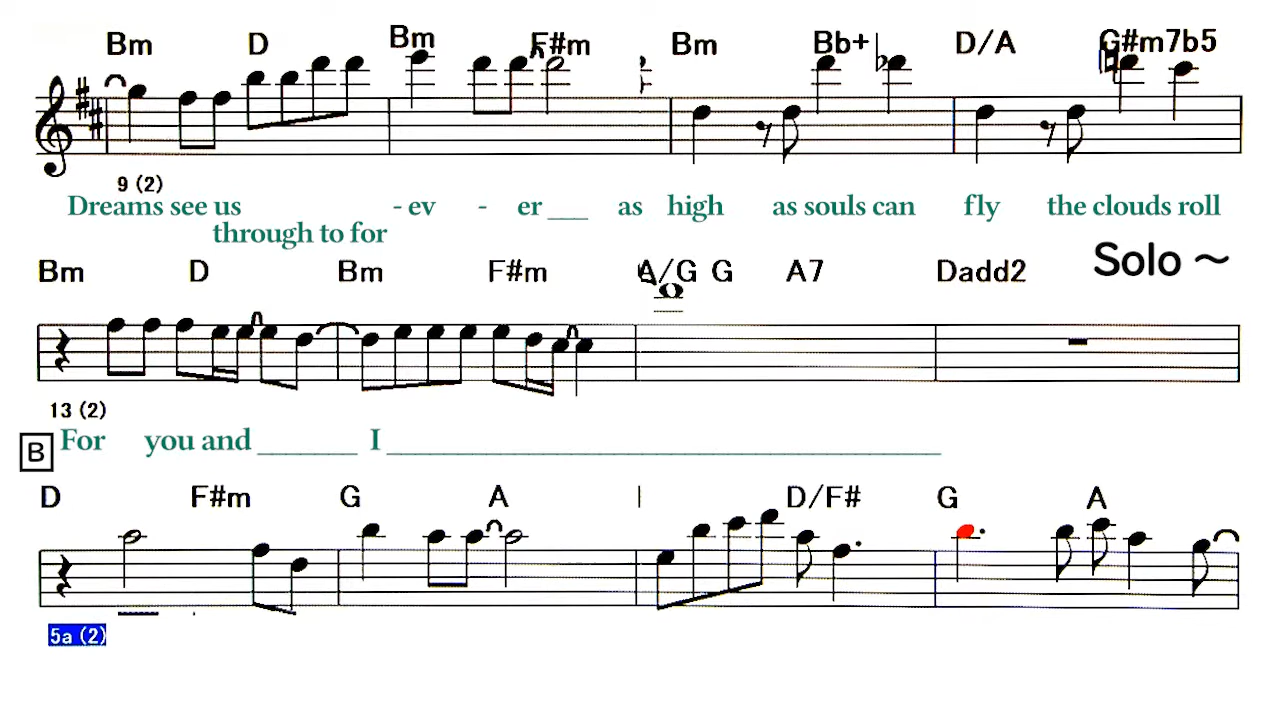 Bm D Bm F#m Bm Bb+ D/A G#m7b5
9 (2)
Dreams see us - ev - er ___ as high as souls can fly the clouds roll
through to for
Bm D Bm F#m A/G G A7 Dadd2 Solo ~
13 (2)
B For you and _______ I ________________________________________
D F#m G A D/F# G A
5a (2)